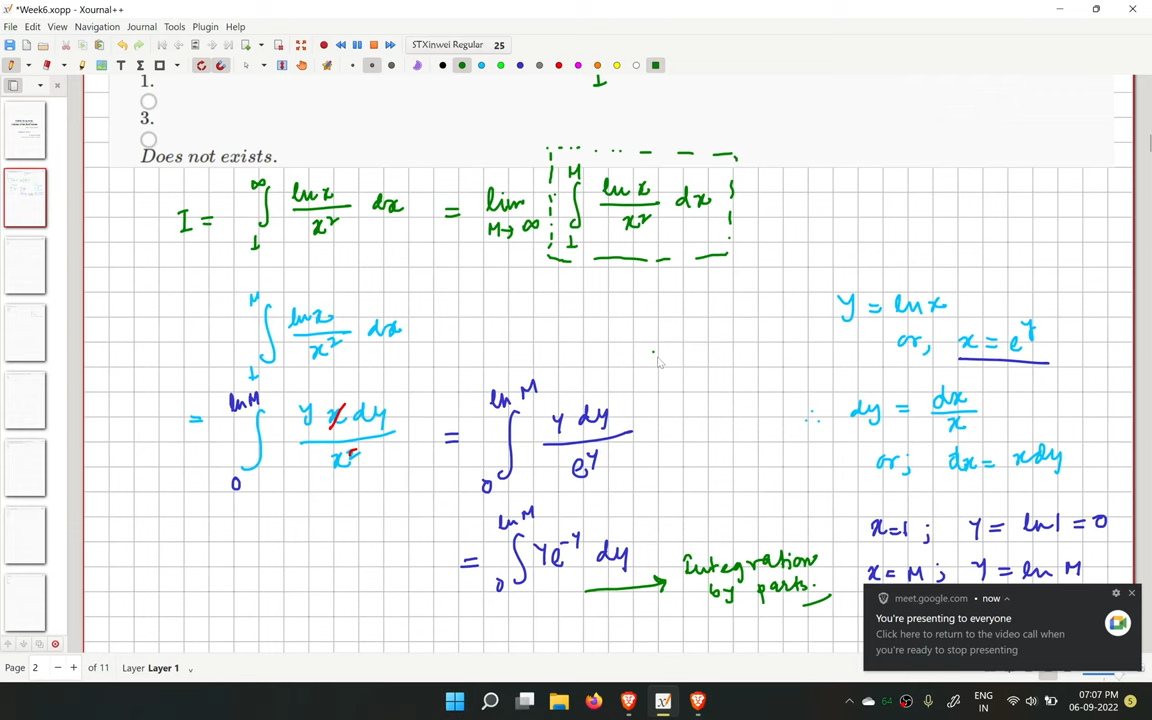 *Week6.xopp - Xournal++
File Edit View Navigation Journal Tools Plugin Help
STXinwei Regular 25
1.
1
3.
Does not exists.
I = ∫₁^∞ ln x / x² dx = lim M→∞ ∫₁^M ln x / x² dx
∫₁^M ln x / x² dx
y = ln x
or, x = e^y
= ∫₀^{ln M} y x dy / x² = ∫₀^{ln M} y dy / e^y
∴ dy = dx / x
or, dx = x dy
x=1 ; y = ln 1 = 0
= ∫₀^{ln M} y e^{-y} dy → Integration by parts.
x = M ; y = ln M
meet.google.com • now
You're presenting to everyone
Click here to return to the video call when
you're ready to stop presenting
Page 2 of 11 Layer Layer 1
64 ENG IN 07:07 PM 06-09-2022 5